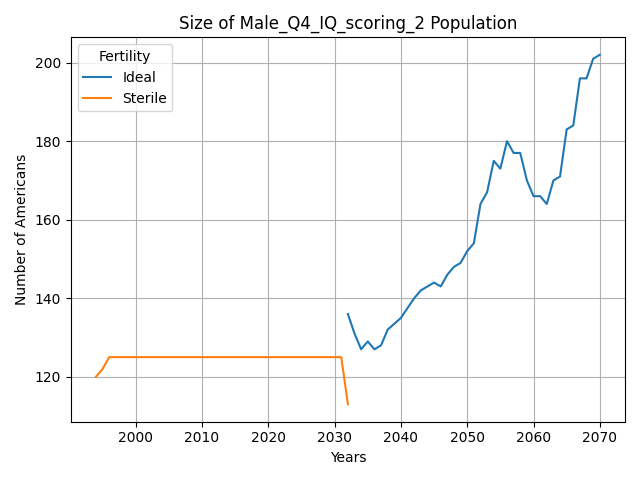 Size of Male_Q4_IQ_scoring_2 Population
Fertility
Ideal
Sterile
Number of Americans
200
180
160
140
120
2000 2010 2020 2030 2040 2050 2060 2070
Years